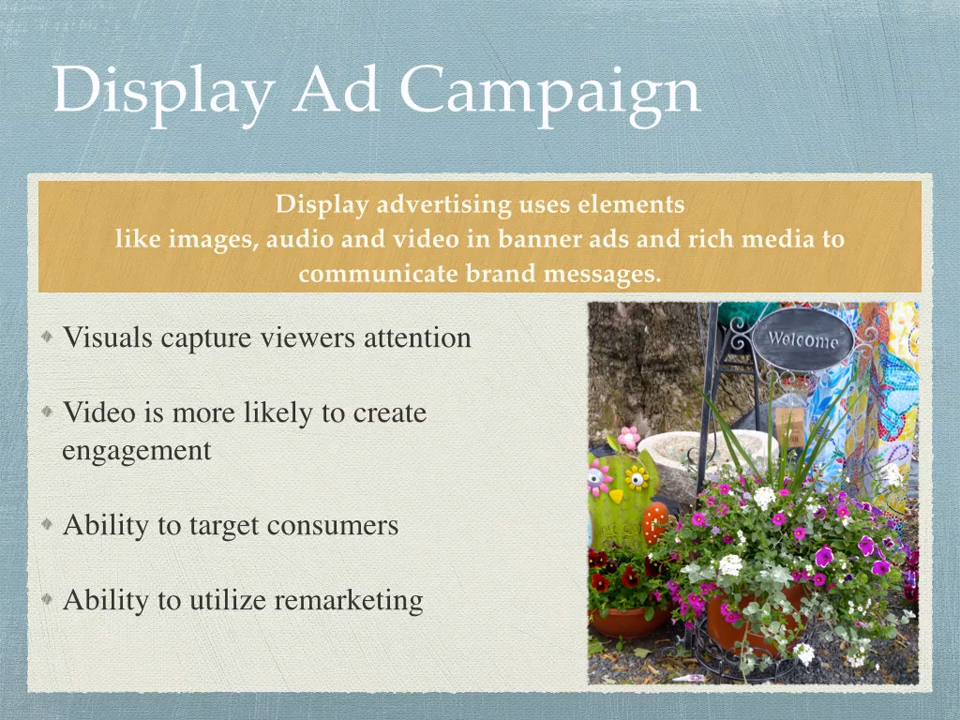 Display Ad Campaign
Display advertising uses elements
like images, audio and video in banner ads and rich media to
communicate brand messages.
Visuals capture viewers attention
Video is more likely to create
engagement
Ability to target consumers
Ability to utilize remarketing
Welcome